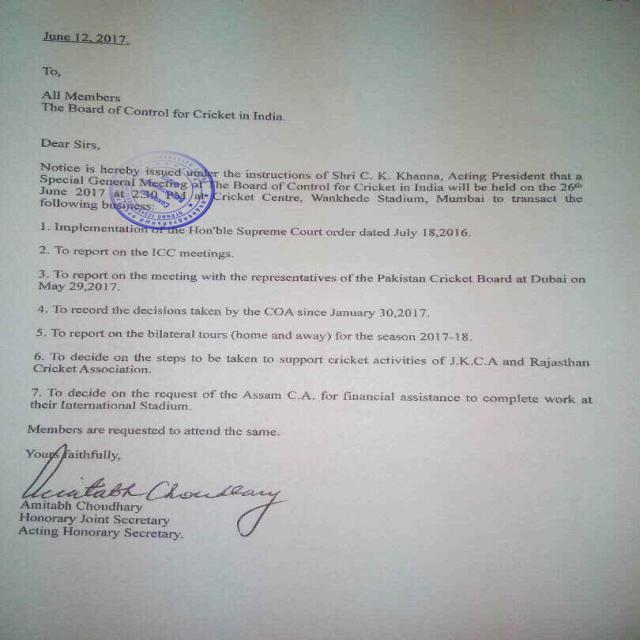 June 12, 2017.
To,
All Members
The Board of Control for Cricket in India.
Dear Sirs,
Notice is hereby issued under the instructions of Shri C. K. Khanna, Acting President that a
Special General Meeting of The Board of Control for Cricket in India will be held on the 26th
June 2017 at 2.30 PM at Cricket Centre, Wankhede Stadium, Mumbai to transact the
following business:
1. Implementation of the Hon'ble Supreme Court order dated July 18,2016.
2. To report on the ICC meetings.
3. To report on the meeting with the representatives of the Pakistan Cricket Board at Dubai on
May 29,2017.
4. To record the decisions taken by the COA since January 30,2017.
5. To report on the bilateral tours (home and away) for the season 2017-18.
6. To decide on the steps to be taken to support cricket activities of J.K.C.A and Rajasthan
Cricket Association.
7. To decide on the request of the Assam C.A. for financial assistance to complete work at
their International Stadium.
Members are requested to attend the same.
Yours faithfully,
Amitabh Choudhary
Amitabh Choudhary
Honorary Joint Secretary
Acting Honorary Secretary.